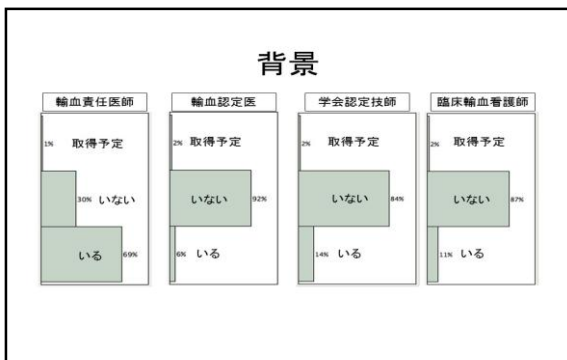 背景
輸血責任医師
1% 取得予定
30% いない
いる 69%
輸血認定医
2% 取得予定
いない 92%
6% いる
学会認定技師
2% 取得予定
いない 84%
14% いる
臨床輸血看護師
2% 取得予定
いない 87%
11% いる